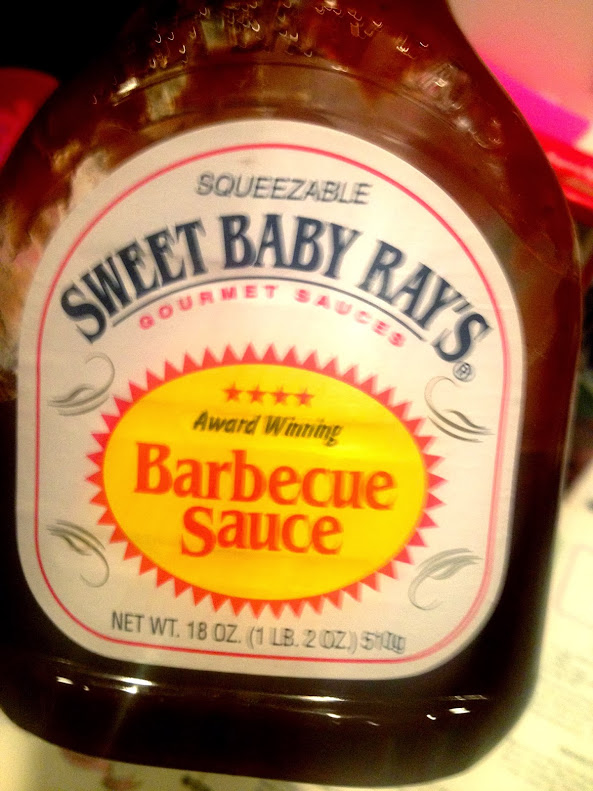 SQUEEZABLE
SWEET BABY RAY'S®
GOURMET SAUCES
Award Winning
Barbecue
Sauce
NET WT. 18 OZ. (1 LB. 2 OZ.) 510g